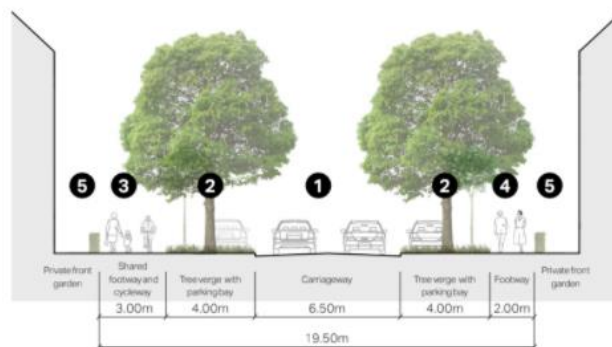 5 3 2 1 2 4 5
Private front
garden
Shared
footway and
cycleway
3.00m
Tree verge with
parking bay
4.00m
Carriageway
6.50m
Tree verge with
parking bay
4.00m
Footway
2.00m
Private front
garden
19.50m